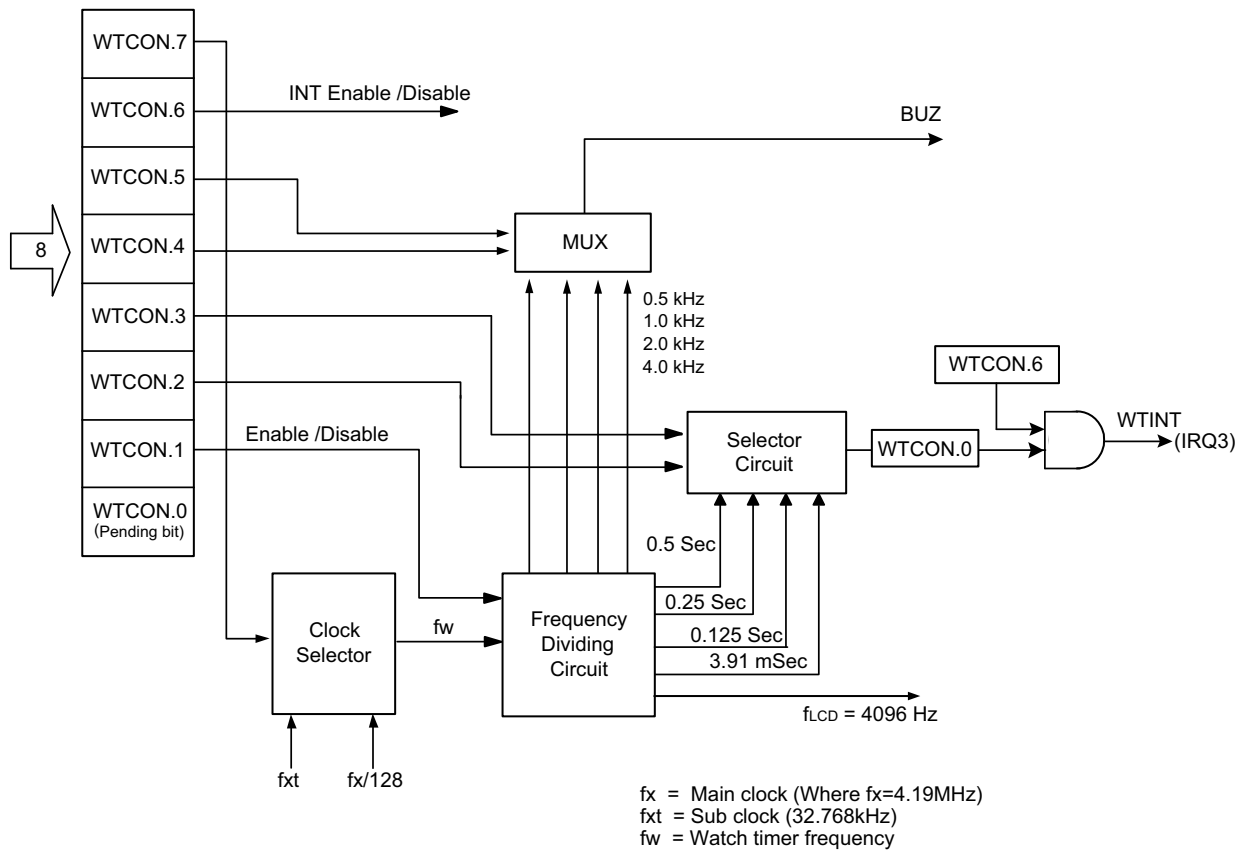 WTCON.7
WTCON.6
INT Enable /Disable
BUZ
WTCON.5
8
WTCON.4
MUX
WTCON.3
0.5 kHz
1.0 kHz
2.0 kHz
4.0 kHz
WTCON.2
WTCON.6
WTCON.1
Enable /Disable
Selector
Circuit
WTCON.0
WTINT
(IRQ3)
WTCON.0
(Pending bit)
0.5 Sec
0.25 Sec
0.125 Sec
3.91 mSec
Clock
Selector
fw
Frequency
Dividing
Circuit
fLCD = 4096 Hz
fxt
fx/128
fx = Main clock (Where fx=4.19MHz)
fxt = Sub clock (32.768kHz)
fw = Watch timer frequency